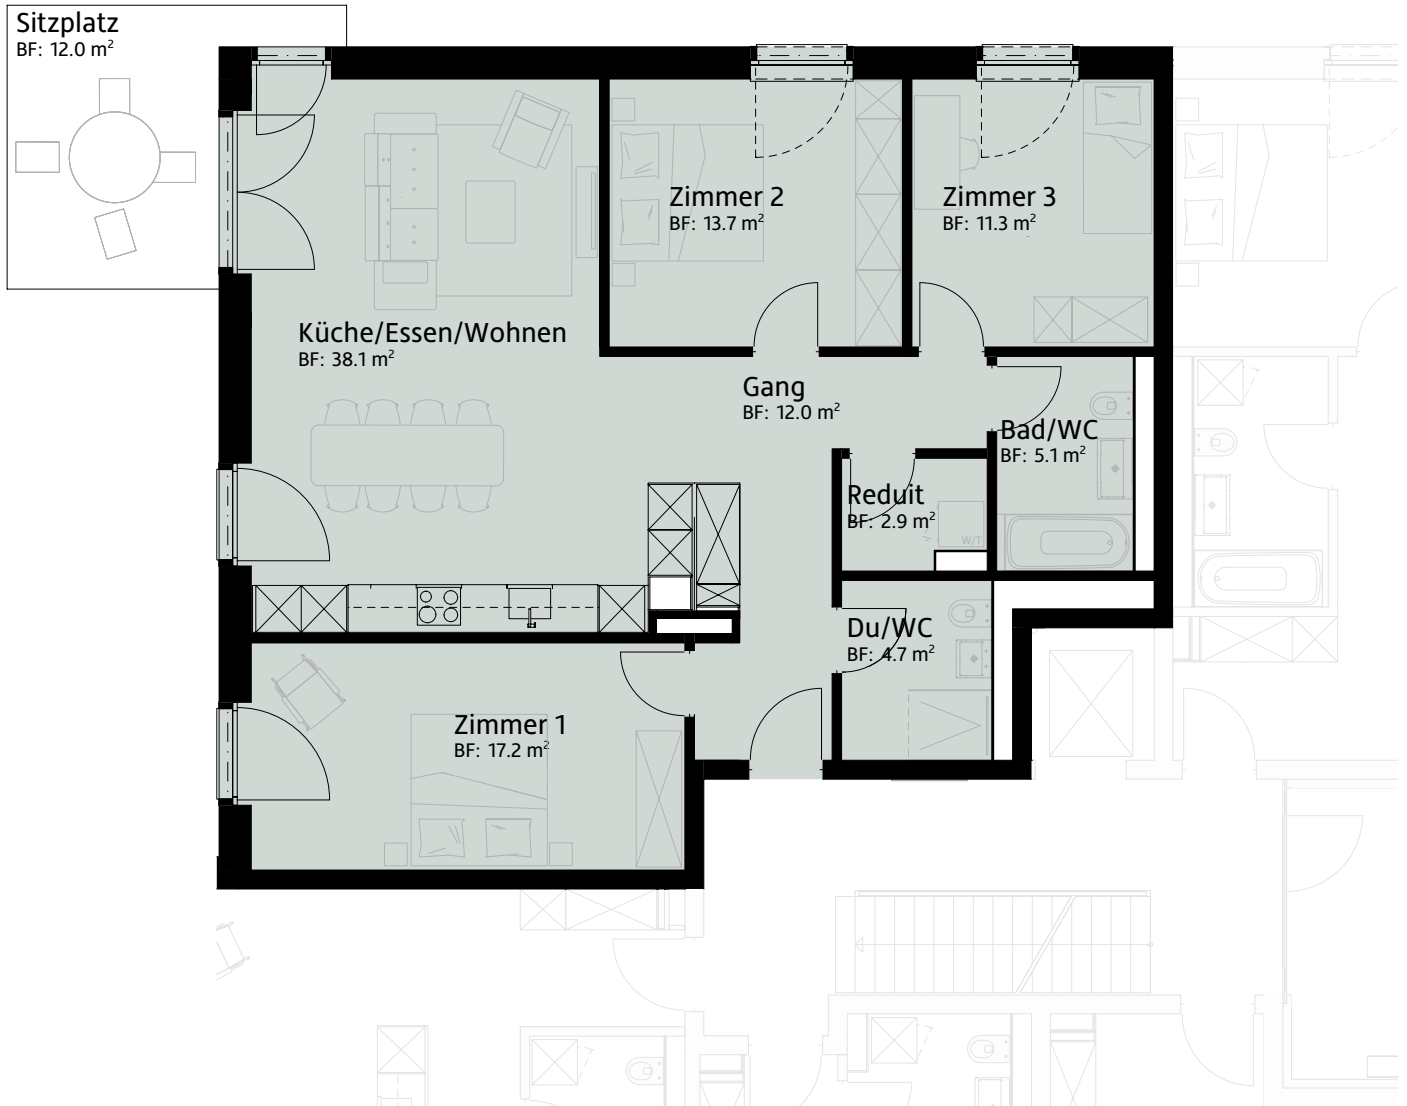 Sitzplatz
BF: 12.0 m²
Zimmer 2
BF: 13.7 m²
Zimmer 3
BF: 11.3 m²
Küche/Essen/Wohnen
BF: 38.1 m²
Gang
BF: 12.0 m²
Bad/WC
BF: 5.1 m²
Reduit
BF: 2.9 m²
W/T
Du/WC
BF: 4.7 m²
Zimmer 1
BF: 17.2 m²